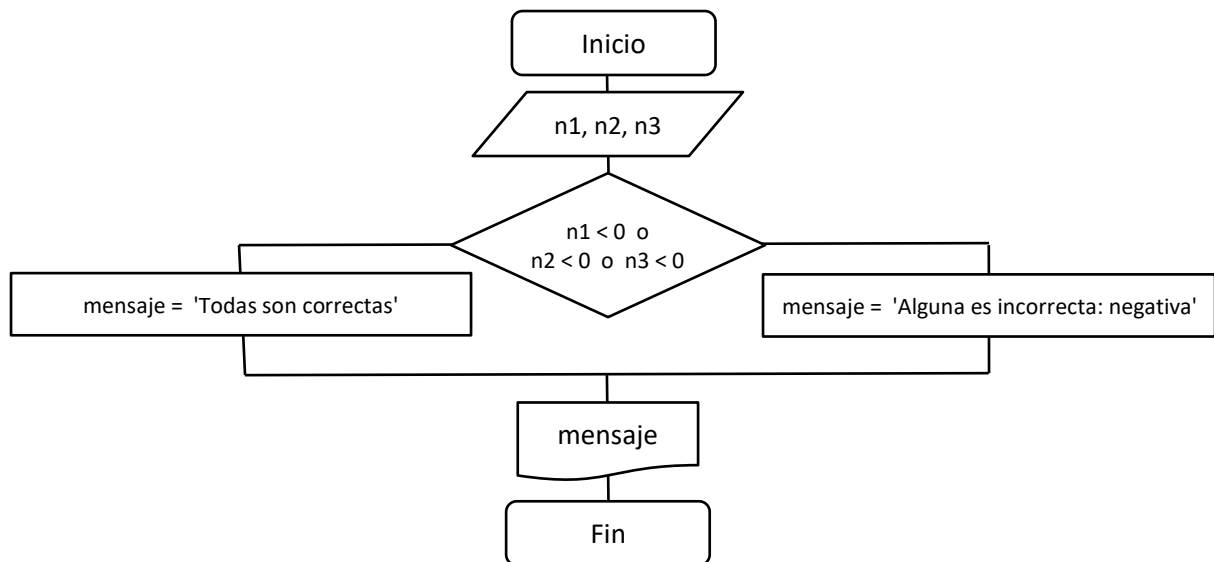 Inicio
n1, n2, n3
n1 < 0 o
n2 < 0 o n3 < 0
mensaje = 'Todas son correctas'
mensaje = 'Alguna es incorrecta: negativa'
mensaje
Fin